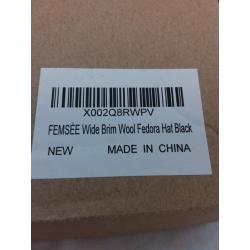 X002Q8RWPV
FEMSÉE Wide Brim Wool Fedora Hat Black
NEW MADE IN CHINA